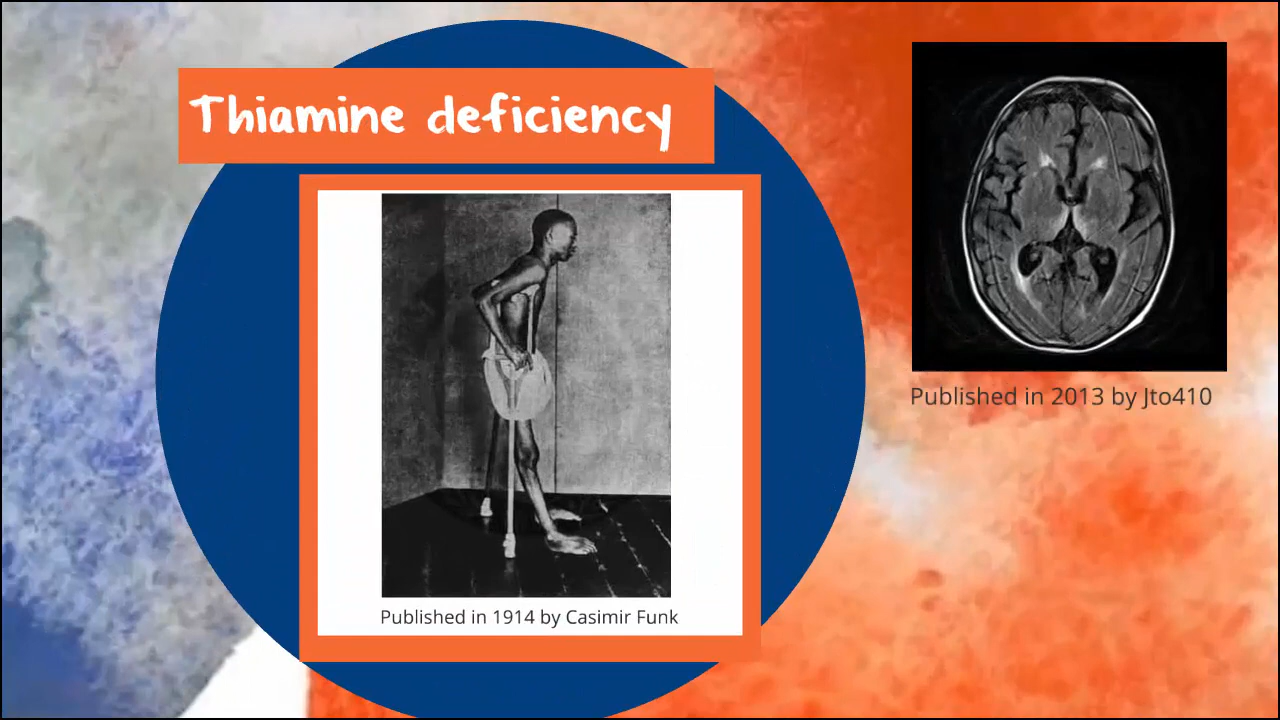 Thiamine deficiency
Published in 1914 by Casimir Funk
Published in 2013 by Jto410